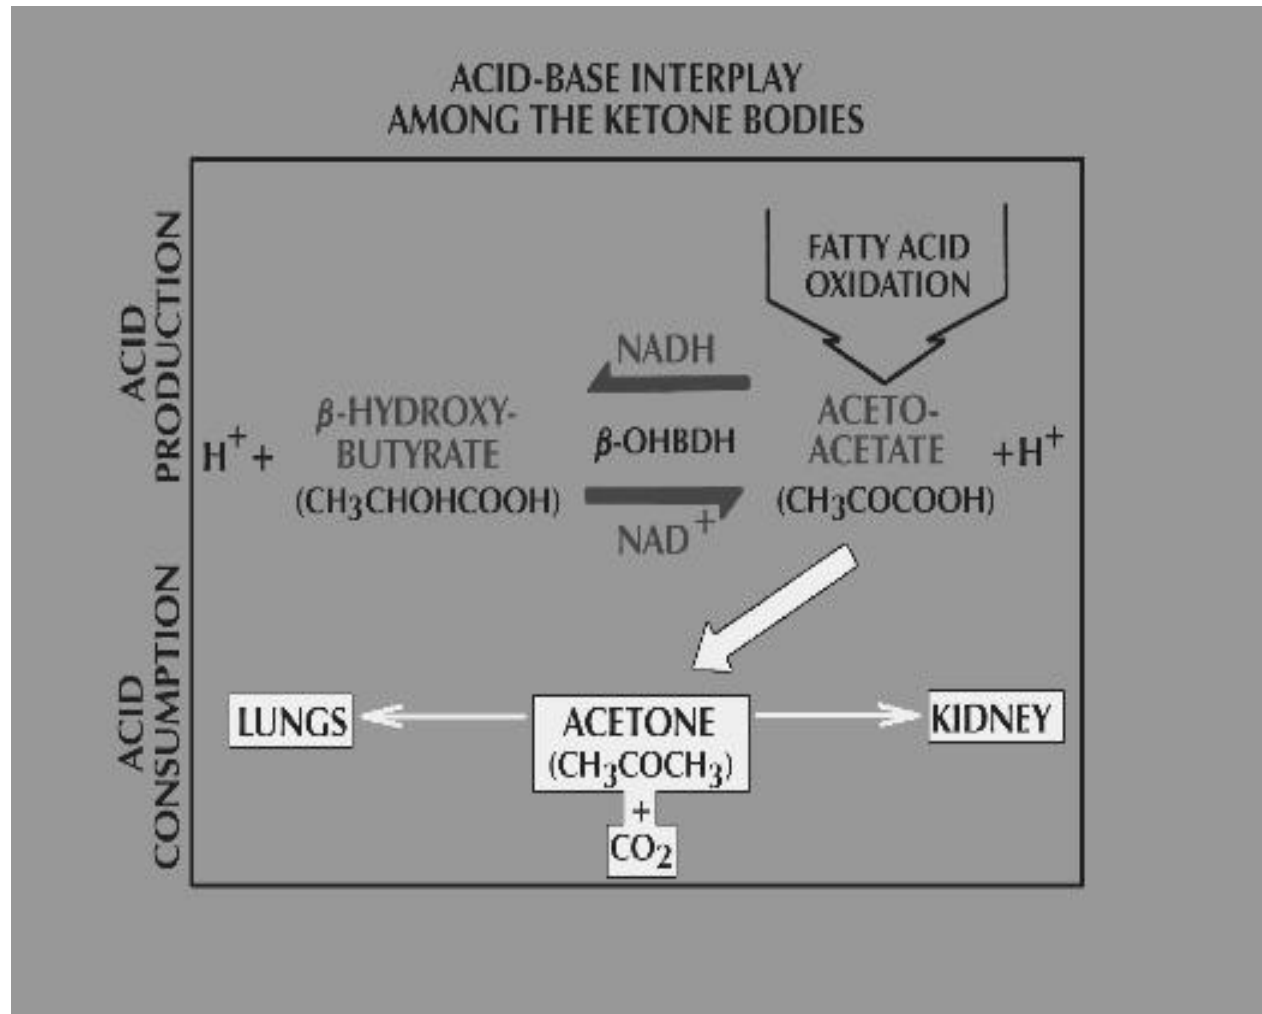 ACID-BASE INTERPLAY
AMONG THE KETONE BODIES
ACID
PRODUCTION
FATTY ACID
OXIDATION
NADH
β-HYDROXY-
BUTYRATE
(CH₃CHOHCOOH)
H⁺ +
β-OHBDH
ACETO-
ACETATE
(CH₃COCOOH)
+H⁺
NAD⁺
ACID
CONSUMPTION
LUNGS
ACETONE
(CH₃COCH₃)
+
CO₂
KIDNEY